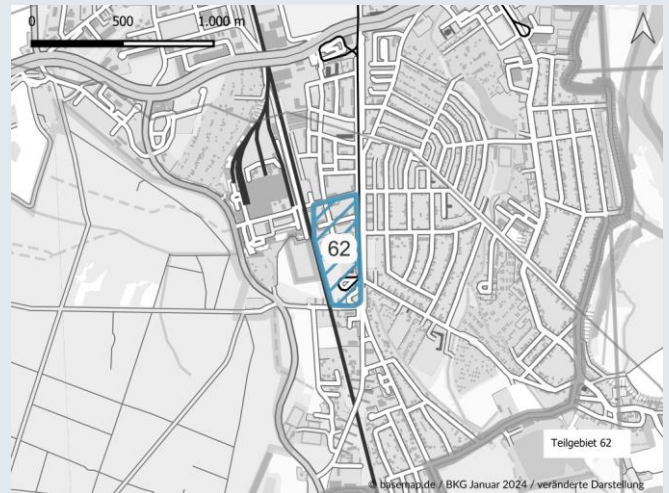 0 500 1.000 m
62
Teilgebiet 62
© basemap.de / BKG Januar 2024 / veränderte Darstellung